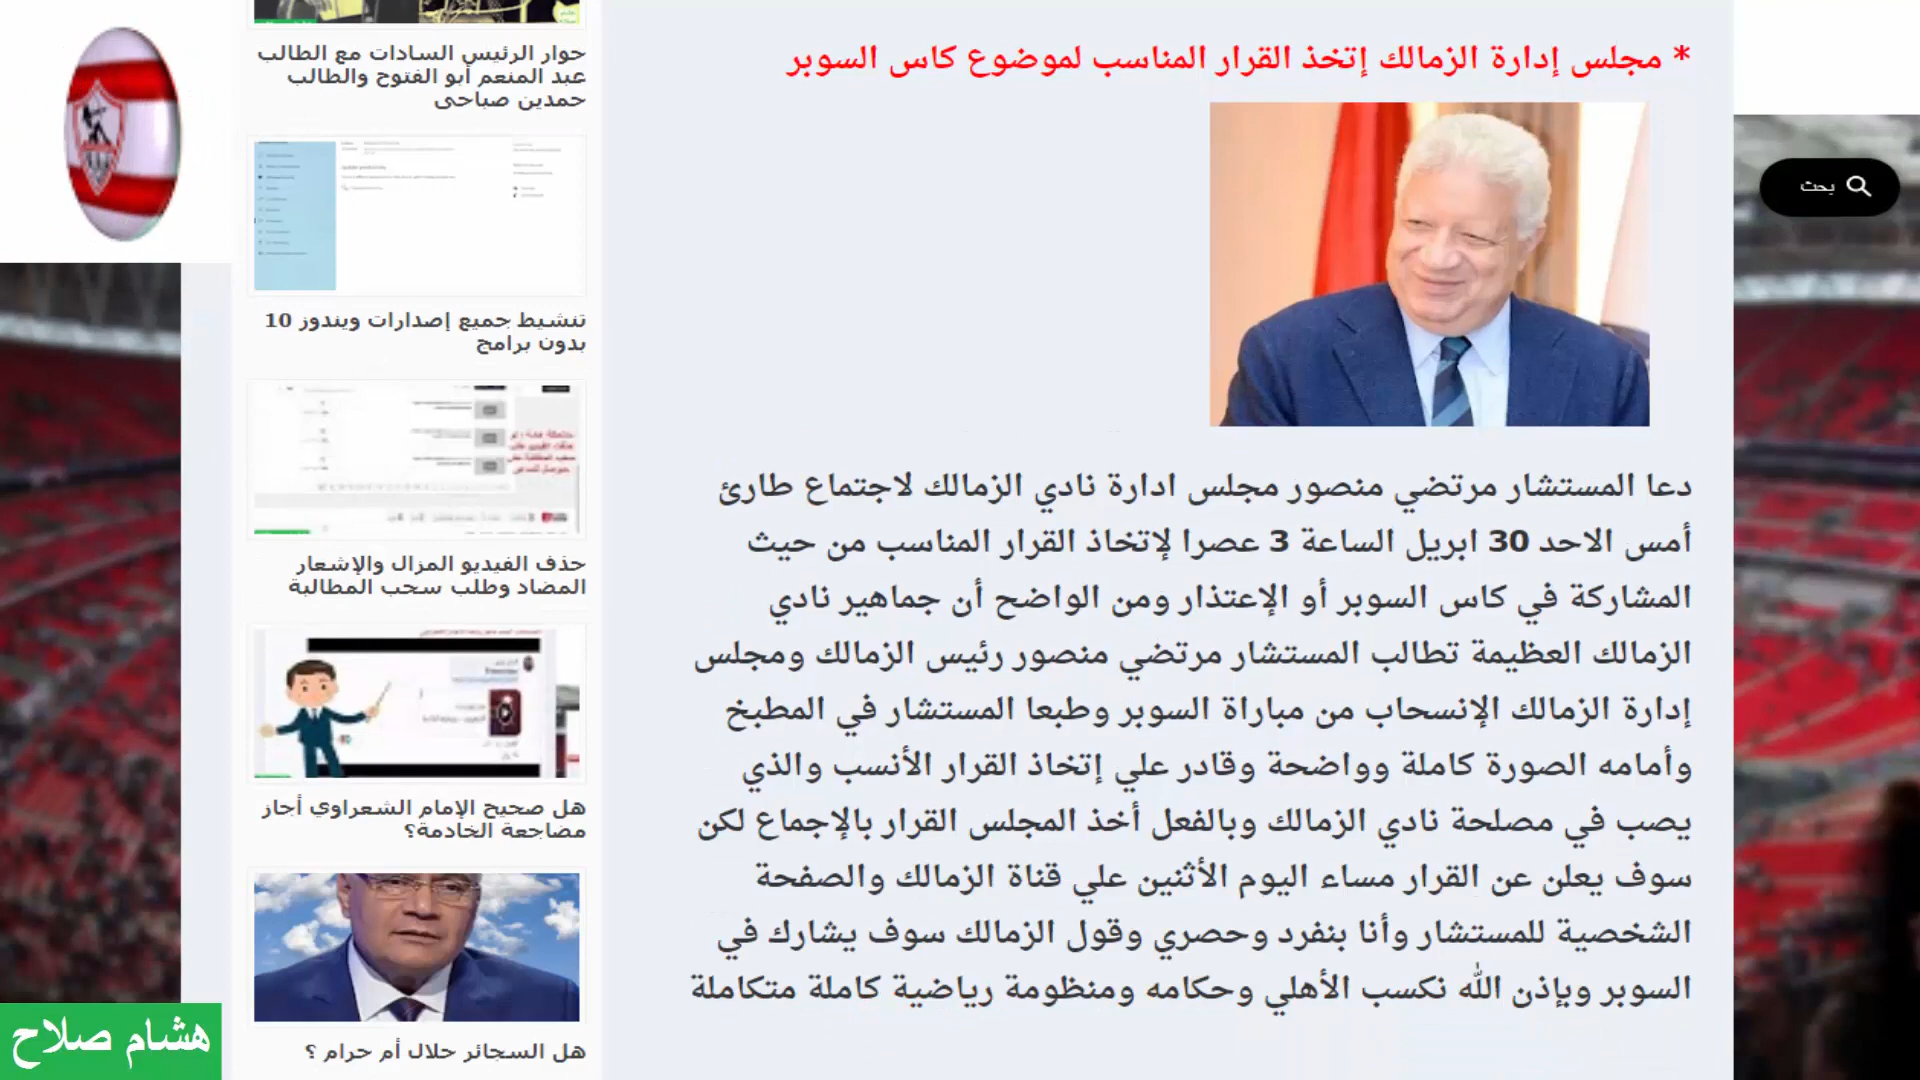 * مجلس إدارة الزمالك إتخذ القرار المناسب لموضوع كاس السوبر
بحث
دعا المستشار مرتضي منصور مجلس ادارة نادي الزمالك لاجتماع طارئ
أمس الاحد 30 ابريل الساعة 3 عصرا لإتخاذ القرار المناسب من حيث
المشاركة في كاس السوبر أو الإعتذار ومن الواضح أن جماهير نادي
الزمالك العظيمة تطالب المستشار مرتضي منصور رئيس الزمالك ومجلس
إدارة الزمالك الإنسحاب من مباراة السوبر وطبعا المستشار في المطبخ
وأمامه الصورة كاملة وواضحة وقادر علي إتخاذ القرار الأنسب والذي
يصب في مصلحة نادي الزمالك وبالفعل أخذ المجلس القرار بالإجماع لكن
سوف يعلن عن القرار مساء اليوم الأثنين علي قناة الزمالك والصفحة
الشخصية للمستشار وأنا بنفرد وحصري وقول الزمالك سوف يشارك في
السوبر وبإذن الله نكسب الأهلي وحكامه ومنظومة رياضية كاملة متكاملة
حوار الرئيس السادات مع الطالب
عبد المنعم أبو الفتوح والطالب
حمدين صباحى
تنشيط جميع إصدارات ويندوز 10
بدون برامج
حذف الفيديو المزال والإشعار
المضاد وطلب سحب المطالبة
هل صحيح الإمام الشعراوي أجاز
مضاجعة الخادمة؟
هل السجائر حلال أم حرام ؟
هشام صلاح